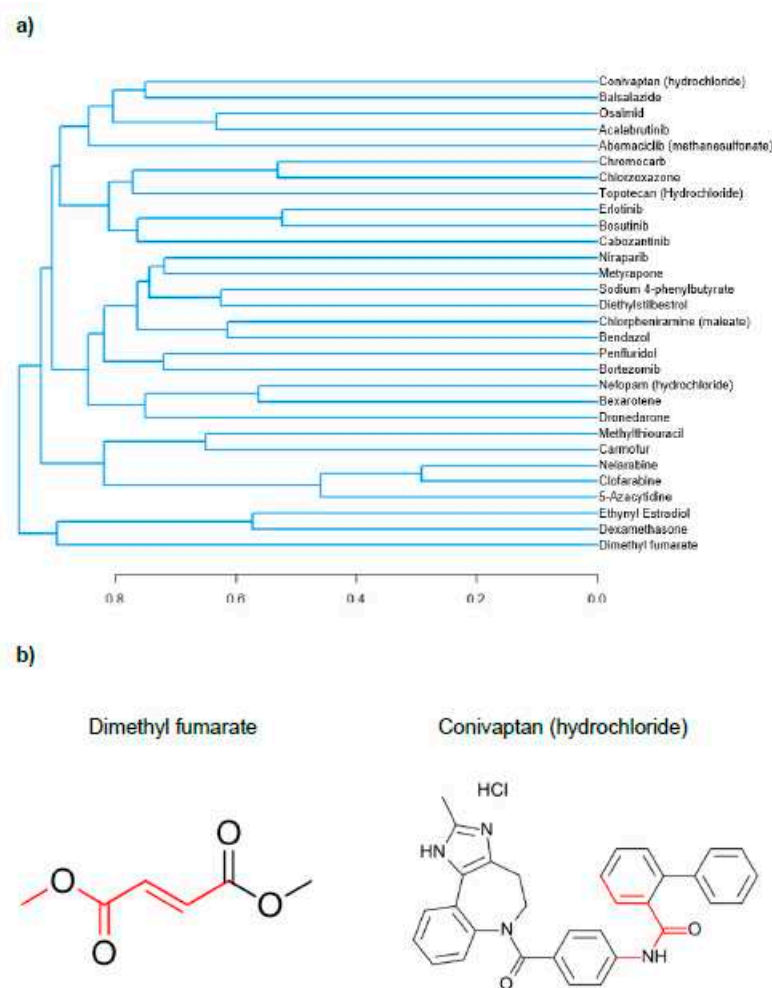 a)
Conivaptan (hydrochloride)
Balsalazide
Osalmid
Acalabrutinib
Abemaciclib (methanesulfonate)
Chromocarb
Chlorzoxazone
Topotecan (Hydrochloride)
Erlotinib
Bosutinib
Cabozantinib
Niraparib
Metyrapone
Sodium 4-phenylbutyrate
Diethylstilbestrol
Chlorpheniramine (maleate)
Bendazol
Penfluridol
Bortezomib
Nefopam (hydrochloride)
Bexarotene
Dronedarone
Methylthiouracil
Carmofur
Nelarabine
Clofarabine
5-Azacytidine
Ethynyl Estradiol
Dexamethasone
Dimethyl fumarate
0.8 0.6 0.4 0.2 0.0
b)
Dimethyl fumarate Conivaptan (hydrochloride)
HCl
N
HN
O
O
O
O
N
O
NH
O